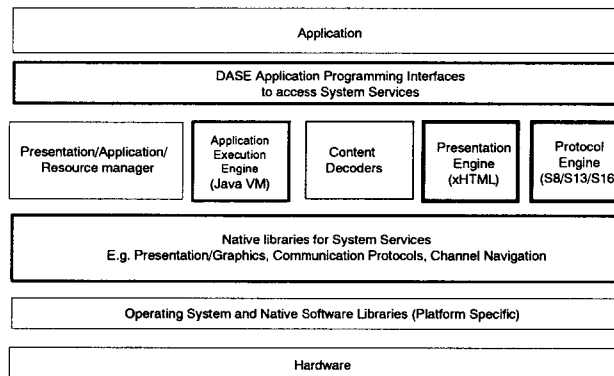 Application
DASE Application Programming Interfaces
to access System Services
Presentation/Application/
Resource manager
Application
Execution
Engine
(Java VM)
Content
Decoders
Presentation
Engine
(xHTML)
Protocol
Engine
(S8/S13/S16
Native libraries for System Services
E.g. Presentation/Graphics, Communication Protocols, Channel Navigation
Operating System and Native Software Libraries (Platform Specific)
Hardware